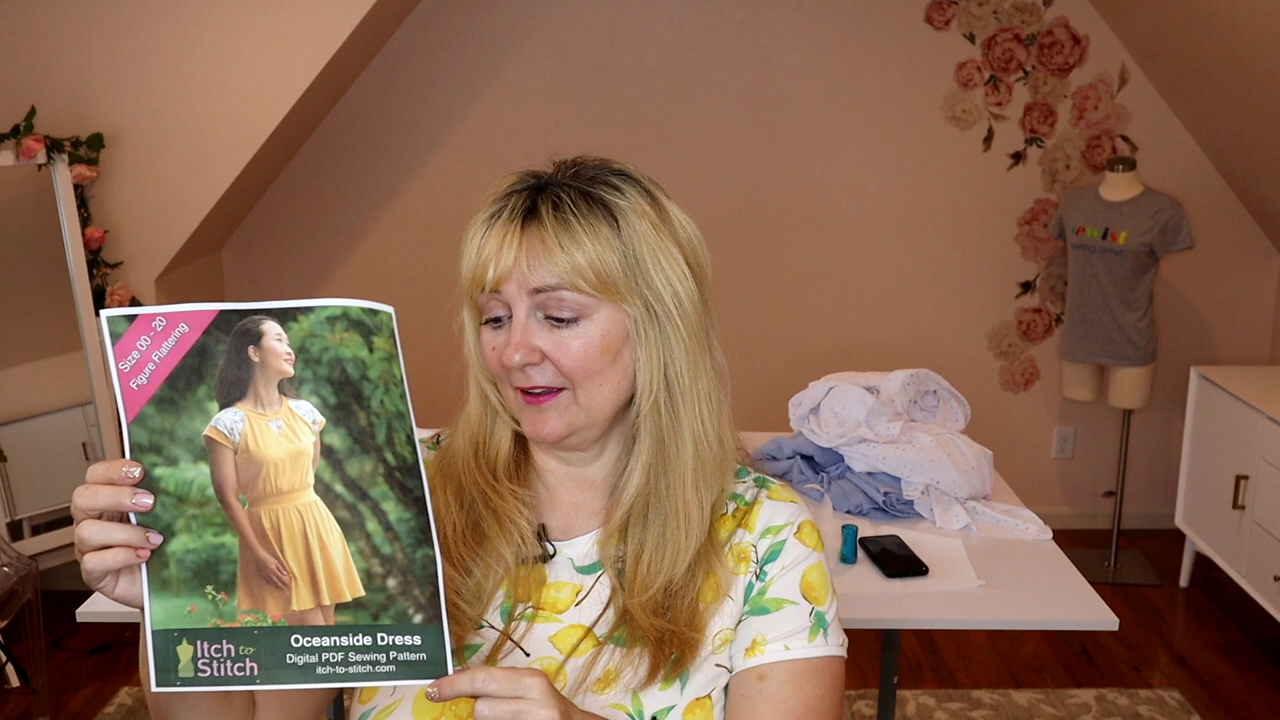 Size 00 - 20
Figure Flattering
Itch to
Stitch
Oceanside Dress
Digital PDF Sewing Pattern
itch-to-stitch.com